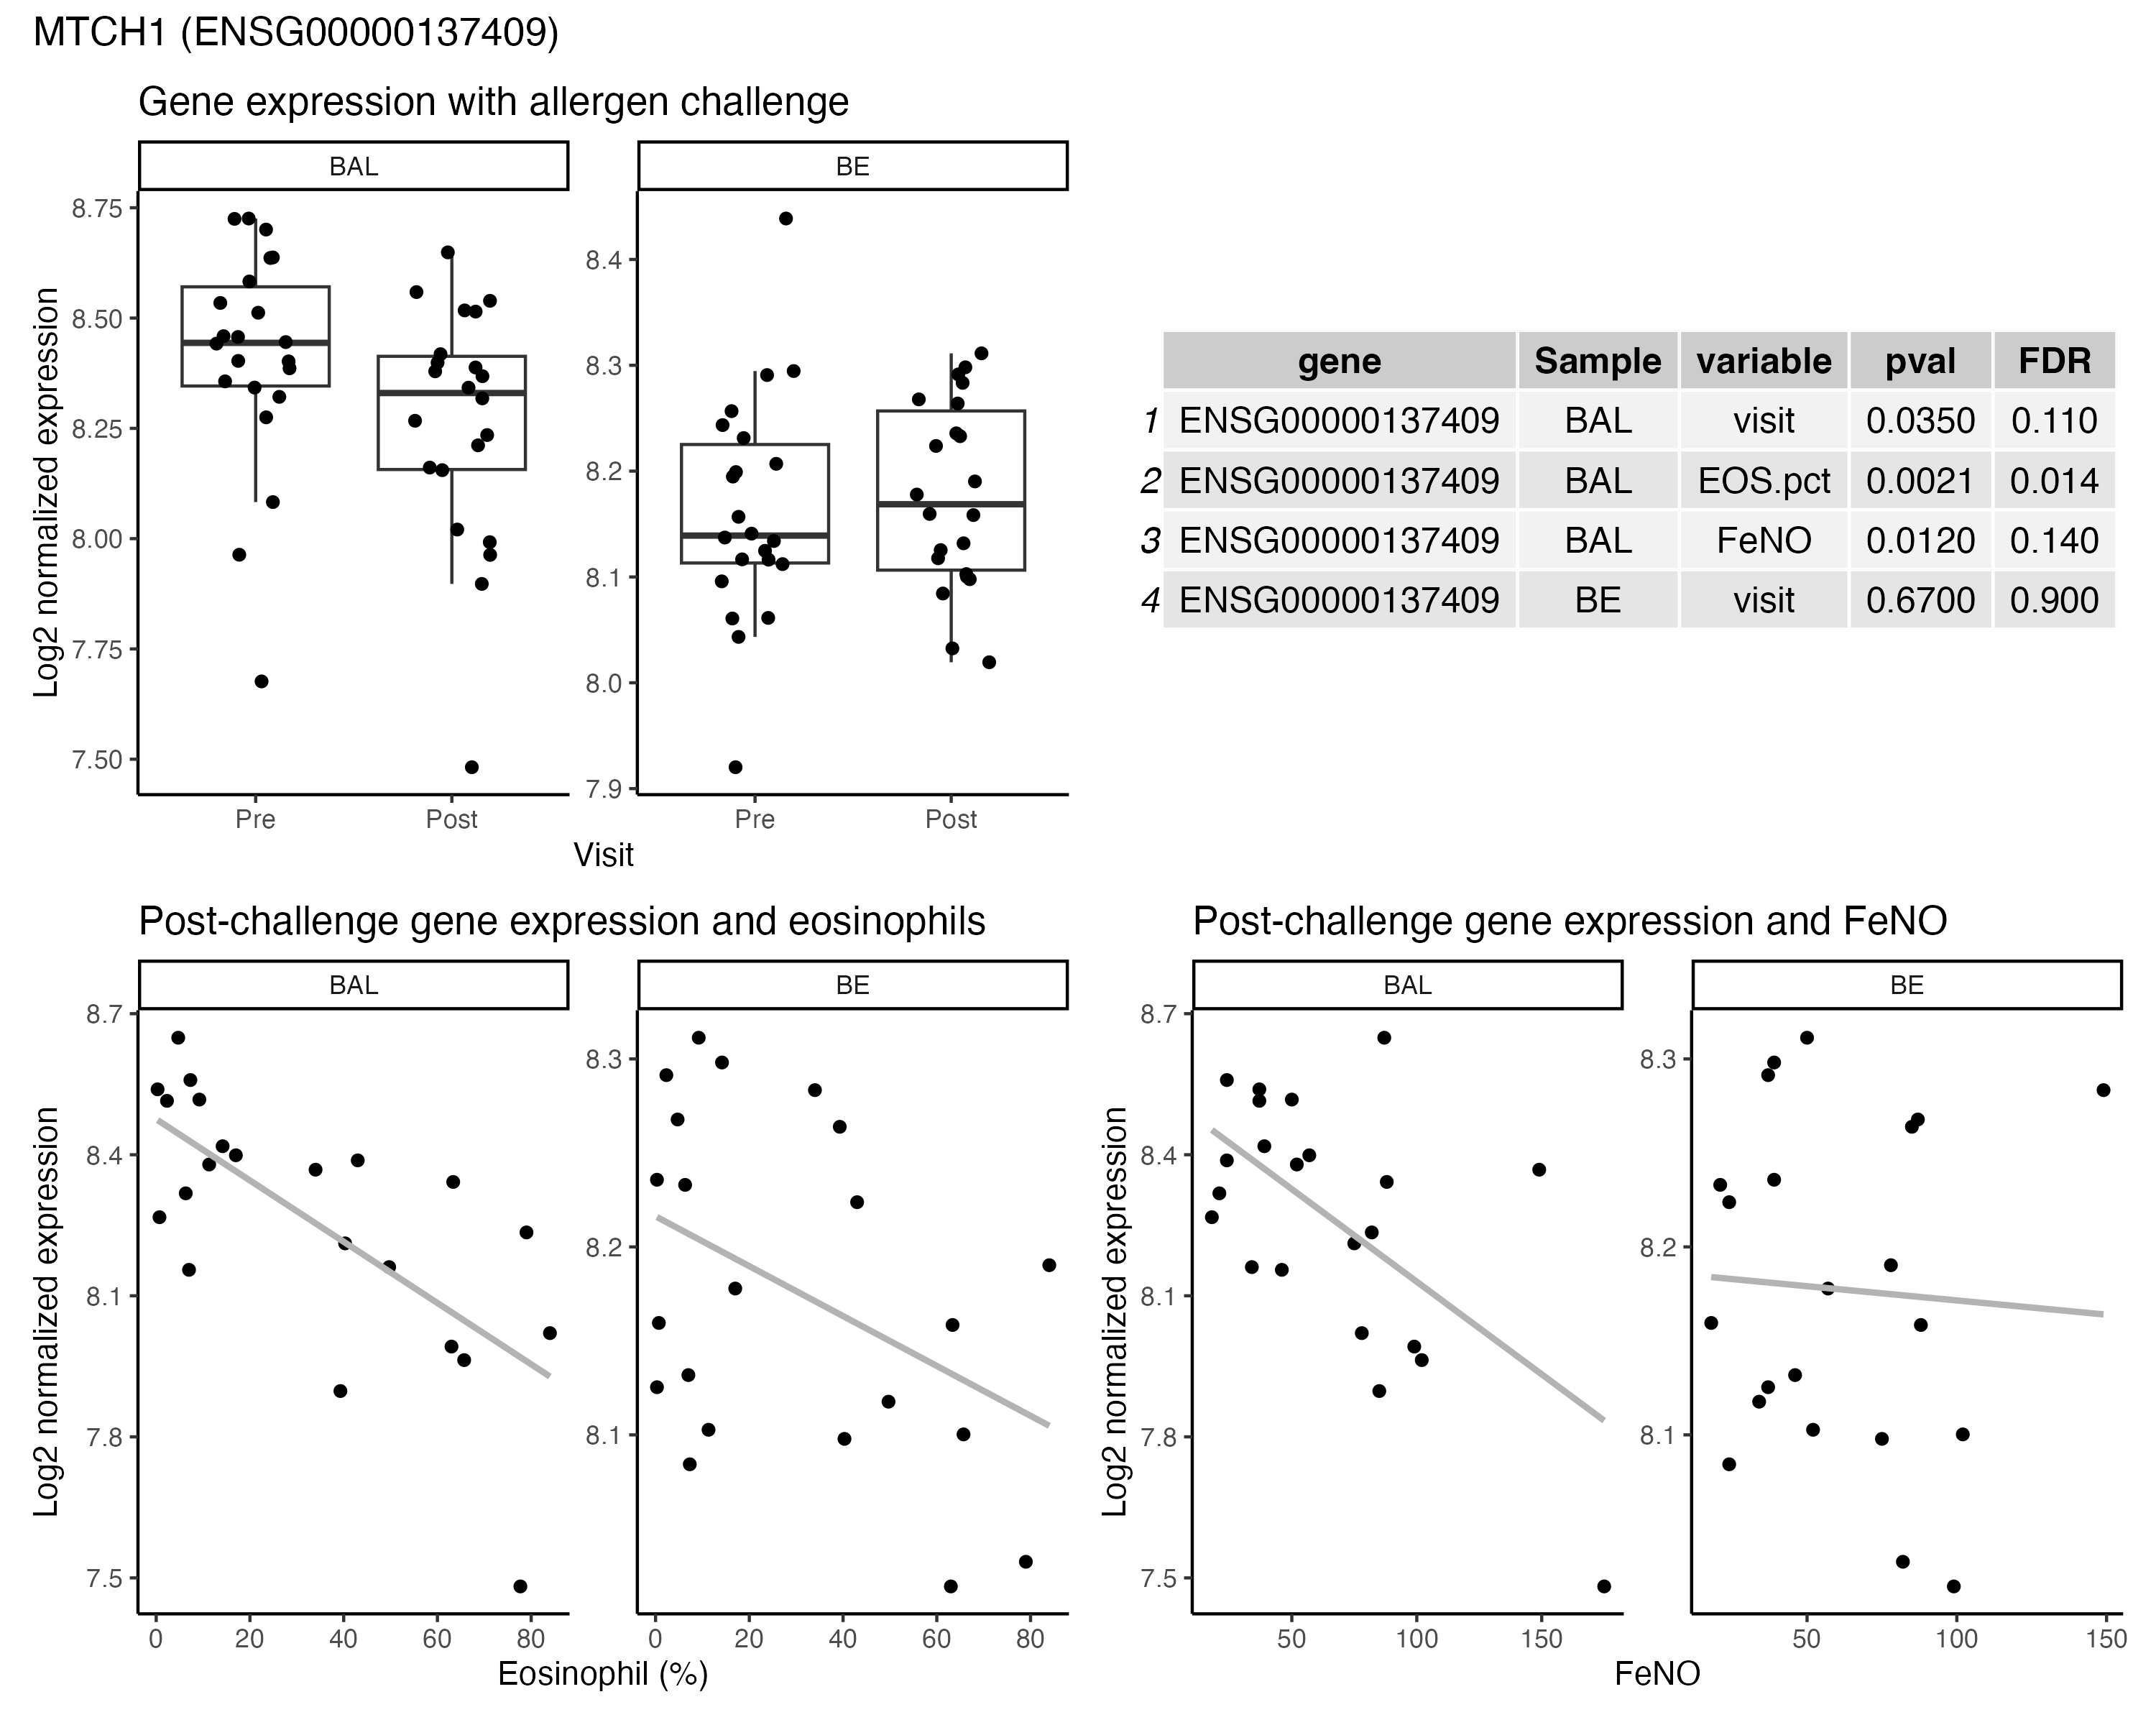 MTCH1 (ENSG00000137409)
Gene expression with allergen challenge
BAL BE
Log2 normalized expression
8.75
8.50
8.25
8.00
7.75
7.50
8.4
8.3
8.2
8.1
8.0
7.9
Pre Post Pre Post
Visit
gene Sample variable pval FDR
1 ENSG00000137409 BAL visit 0.0350 0.110
2 ENSG00000137409 BAL EOS.pct 0.0021 0.014
3 ENSG00000137409 BAL FeNO 0.0120 0.140
4 ENSG00000137409 BE visit 0.6700 0.900
Post-challenge gene expression and eosinophils
BAL BE
Log2 normalized expression
8.7
8.4
8.1
7.8
7.5
8.3
8.2
8.1
0 20 40 60 80 0 20 40 60 80
Eosinophil (%)
Post-challenge gene expression and FeNO
BAL BE
Log2 normalized expression
8.7
8.4
8.1
7.8
7.5
8.3
8.2
8.1
50 100 150 50 100 150
FeNO